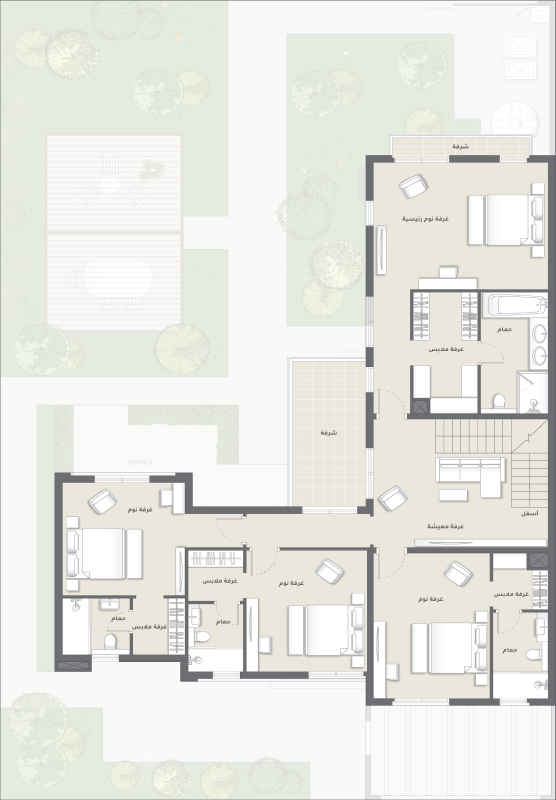 شرفة
غرفة نوم رئيسية
حمام
غرفة ملابس
شرفة
أسفل
غرفة معيشة
TERRACE
غرفة نوم
غرفة ملابس
غرفة نوم
غرفة ملابس
غرفة نوم
حمام
غرفة ملابس
حمام
حمام